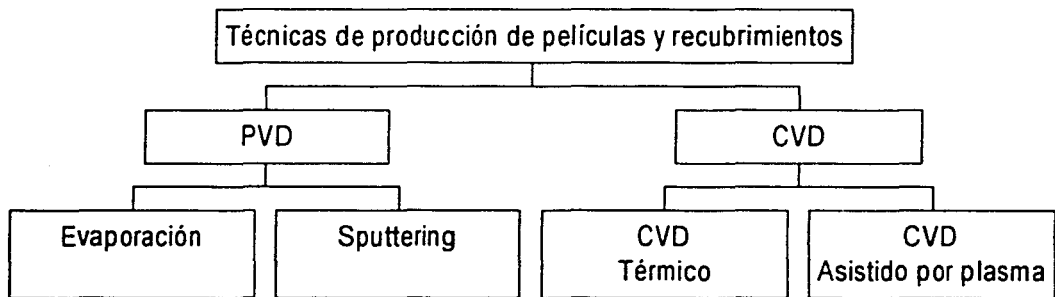 Técnicas de producción de películas y recubrimientos
PVD
CVD
Evaporación
Sputtering
CVD
Térmico
CVD
Asistido por plasma